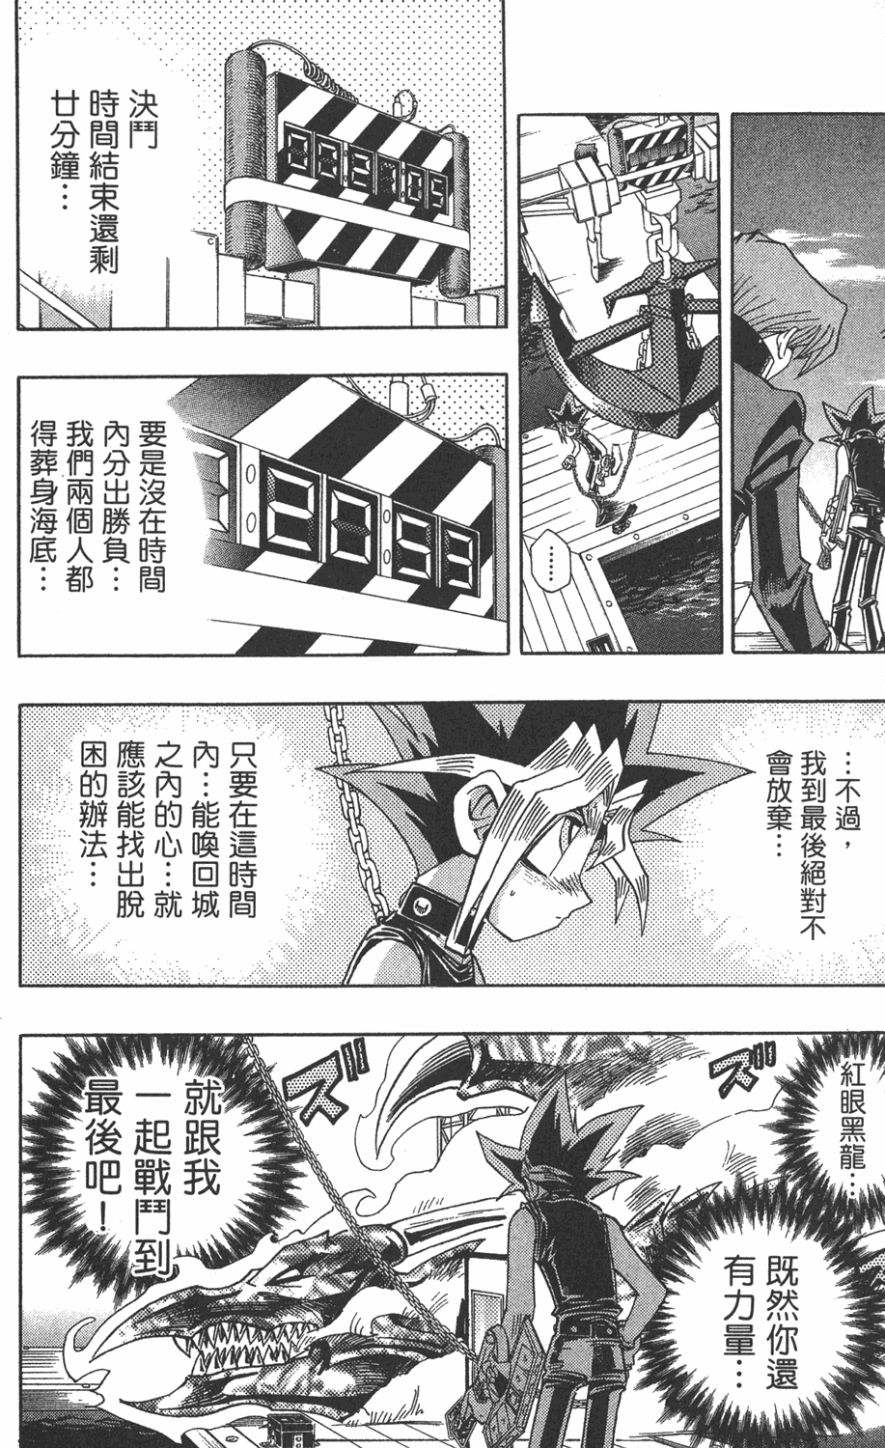 ……
決鬥
時間結束還剩
廿分鐘…
要是沒在時間
內分出勝負…
我們兩個人都
得葬身海底…
…不過，
我到最後絕對不
會放棄…
只要在這時間
內…能喚回城
之內的心…就
應該能找出脫
困的辦法…
紅眼黑龍…
既然你還
有力量…
ズ
ズ
就跟我
一起戰鬥到
最後吧！